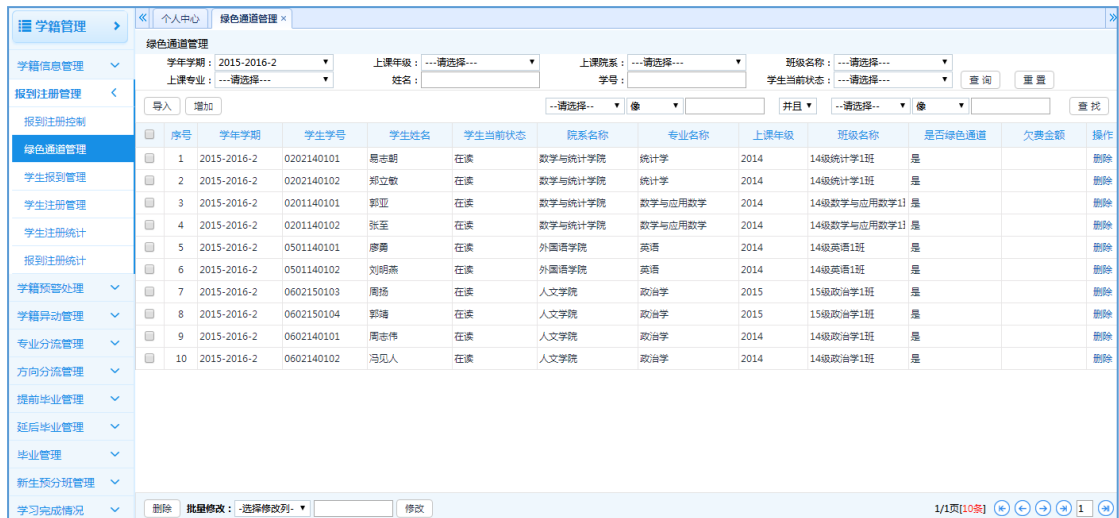 学籍管理
个人中心 绿色通道管理 ×
绿色通道管理
学籍信息管理
报到注册管理
报到注册控制
绿色通道管理
学生报到管理
学生注册管理
学生注册统计
报到注册统计
学籍预警处理
学籍异动管理
专业分流管理
方向分流管理
提前毕业管理
延后毕业管理
毕业管理
新生预分班管理
学习完成情况
学年学期： 2015-2016-2 上课年级： ---请选择--- 上课院系： ---请选择--- 班级名称： ---请选择---
上课专业： ---请选择--- 姓名： 学号： 学生当前状态： ---请选择--- 查 询 重 置
导入 增加 --请选择-- 像 并且 --请选择-- 像 查 找
序号 学年学期 学生学号 学生姓名 学生当前状态 院系名称 专业名称 上课年级 班级名称 是否绿色通道 欠费金额 操作
1 2015-2016-2 0202140101 易志朝 在读 数学与统计学院 统计学 2014 14级统计学1班 是 删除
2 2015-2016-2 0202140102 郑立敏 在读 数学与统计学院 统计学 2014 14级统计学1班 是 删除
3 2015-2016-2 0201140101 郭亚 在读 数学与统计学院 数学与应用数学 2014 14级数学与应用数学1 是 删除
4 2015-2016-2 0201140102 张至 在读 数学与统计学院 数学与应用数学 2014 14级数学与应用数学1 是 删除
5 2015-2016-2 0501140101 廖勇 在读 外国语学院 英语 2014 14级英语1班 是 删除
6 2015-2016-2 0501140102 刘明燕 在读 外国语学院 英语 2014 14级英语1班 是 删除
7 2015-2016-2 0602150103 周扬 在读 人文学院 政治学 2015 15级政治学1班 是 删除
8 2015-2016-2 0602150104 郭靖 在读 人文学院 政治学 2015 15级政治学1班 是 删除
9 2015-2016-2 0602140101 周志伟 在读 人文学院 政治学 2014 14级政治学1班 是 删除
10 2015-2016-2 0602140102 冯见人 在读 人文学院 政治学 2014 14级政治学1班 是 删除
删除 批量修改： -选择修改列- 修改 1/1页[10条] 1